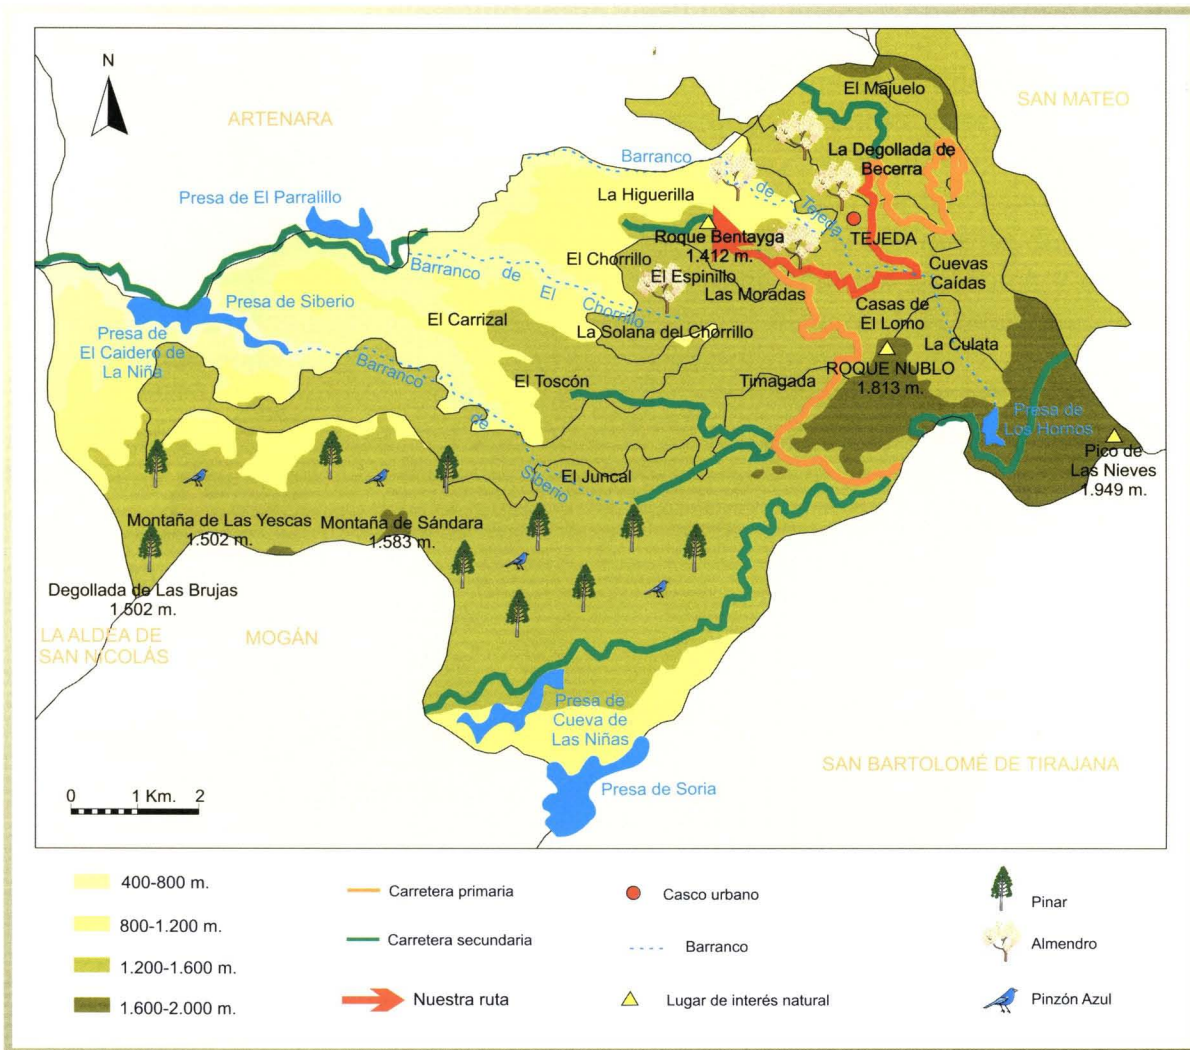 N
ARTENARA
SAN MATEO
El Majuelo
Barranco
de
Tejeda
La Degollada de
Becerra
Presa de El Parralillo
La Higuerilla
Roque Bentayga
1.412 m.
TEJEDA
El Chorrillo
El Espinillo
Cuevas
Caídas
Barranco de El Chorrillo
Las Moradas
Presa de Siberio
Casas de
El Lomo
El Carrizal
La Solana del Chorrillo
La Culata
Presa de
El Caidero de
La Niña
Barranco
de
Siberio
El Toscón
Timagada
ROQUE NUBLO
1.813 m.
Presa de
Los Hornos
Pico de
Las Nieves
1.949 m.
El Juncal
Montaña de Las Yescas
1.502 m.
Montaña de Sándara
1.583 m.
Degollada de Las Brujas
1.502 m.
LA ALDEA DE
SAN NICOLÁS
MOGÁN
Presa de
Cueva de
Las Niñas
Presa de Soria
SAN BARTOLOMÉ DE TIRAJANA
0 1 Km. 2
400-800 m.
800-1.200 m.
1.200-1.600 m.
1.600-2.000 m.
Carretera primaria
Carretera secundaria
Nuestra ruta
Casco urbano
Barranco
Lugar de interés natural
Pinar
Almendro
Pinzón Azul